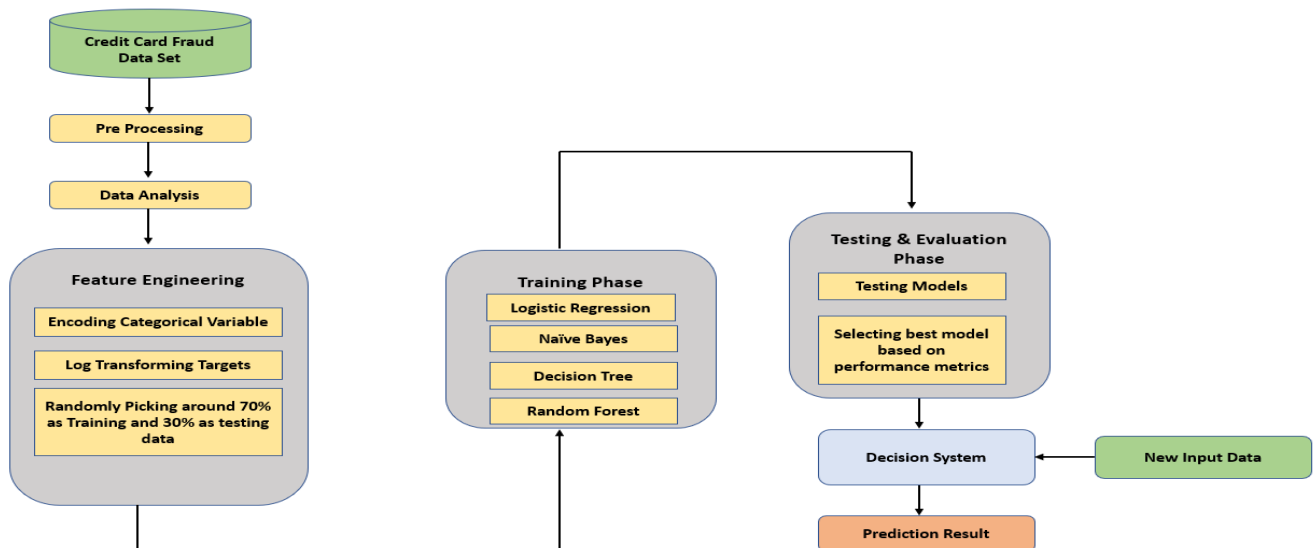 Credit Card Fraud
Data Set
Pre Processing
Data Analysis
Feature Engineering
Encoding Categorical Variable
Log Transforming Targets
Randomly Picking around 70%
as Training and 30% as testing
data
Training Phase
Logistic Regression
Naïve Bayes
Decision Tree
Random Forest
Testing & Evaluation
Phase
Testing Models
Selecting best model
based on
performance metrics
Decision System
New Input Data
Prediction Result